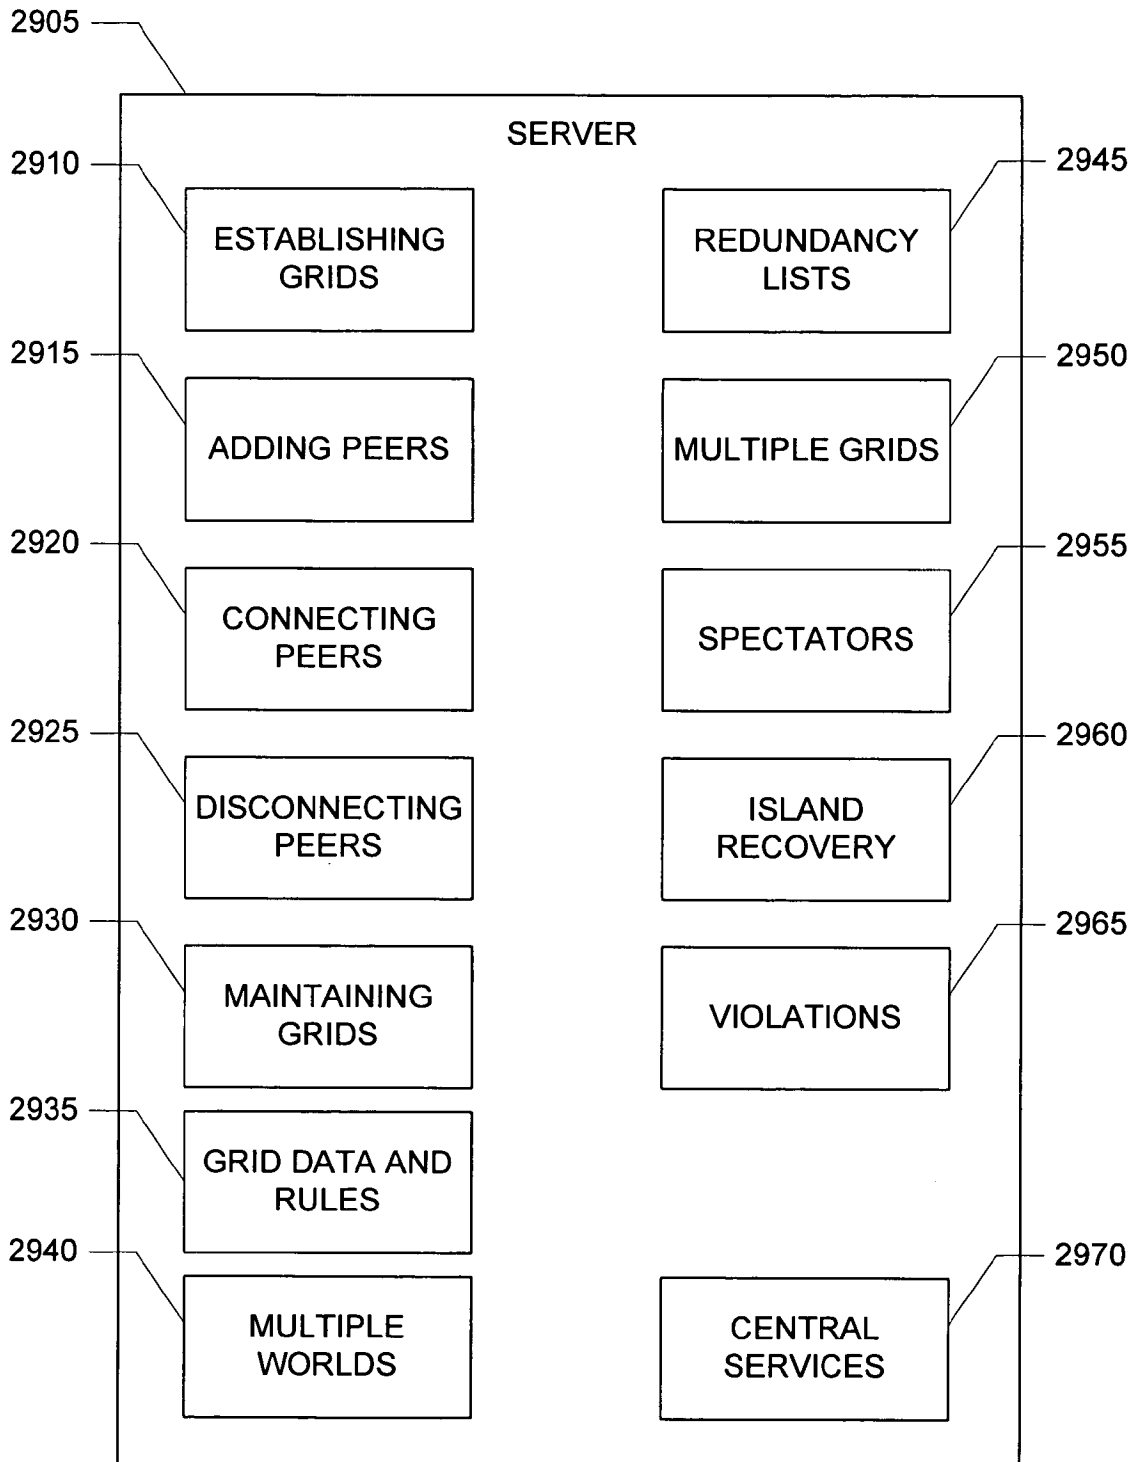 2905
SERVER
2910
ESTABLISHING
GRIDS
2945
REDUNDANCY
LISTS
2915
ADDING PEERS
2950
MULTIPLE GRIDS
2920
CONNECTING
PEERS
2955
SPECTATORS
2925
DISCONNECTING
PEERS
2960
ISLAND
RECOVERY
2930
MAINTAINING
GRIDS
2965
VIOLATIONS
2935
GRID DATA AND
RULES
2940
MULTIPLE
WORLDS
2970
CENTRAL
SERVICES